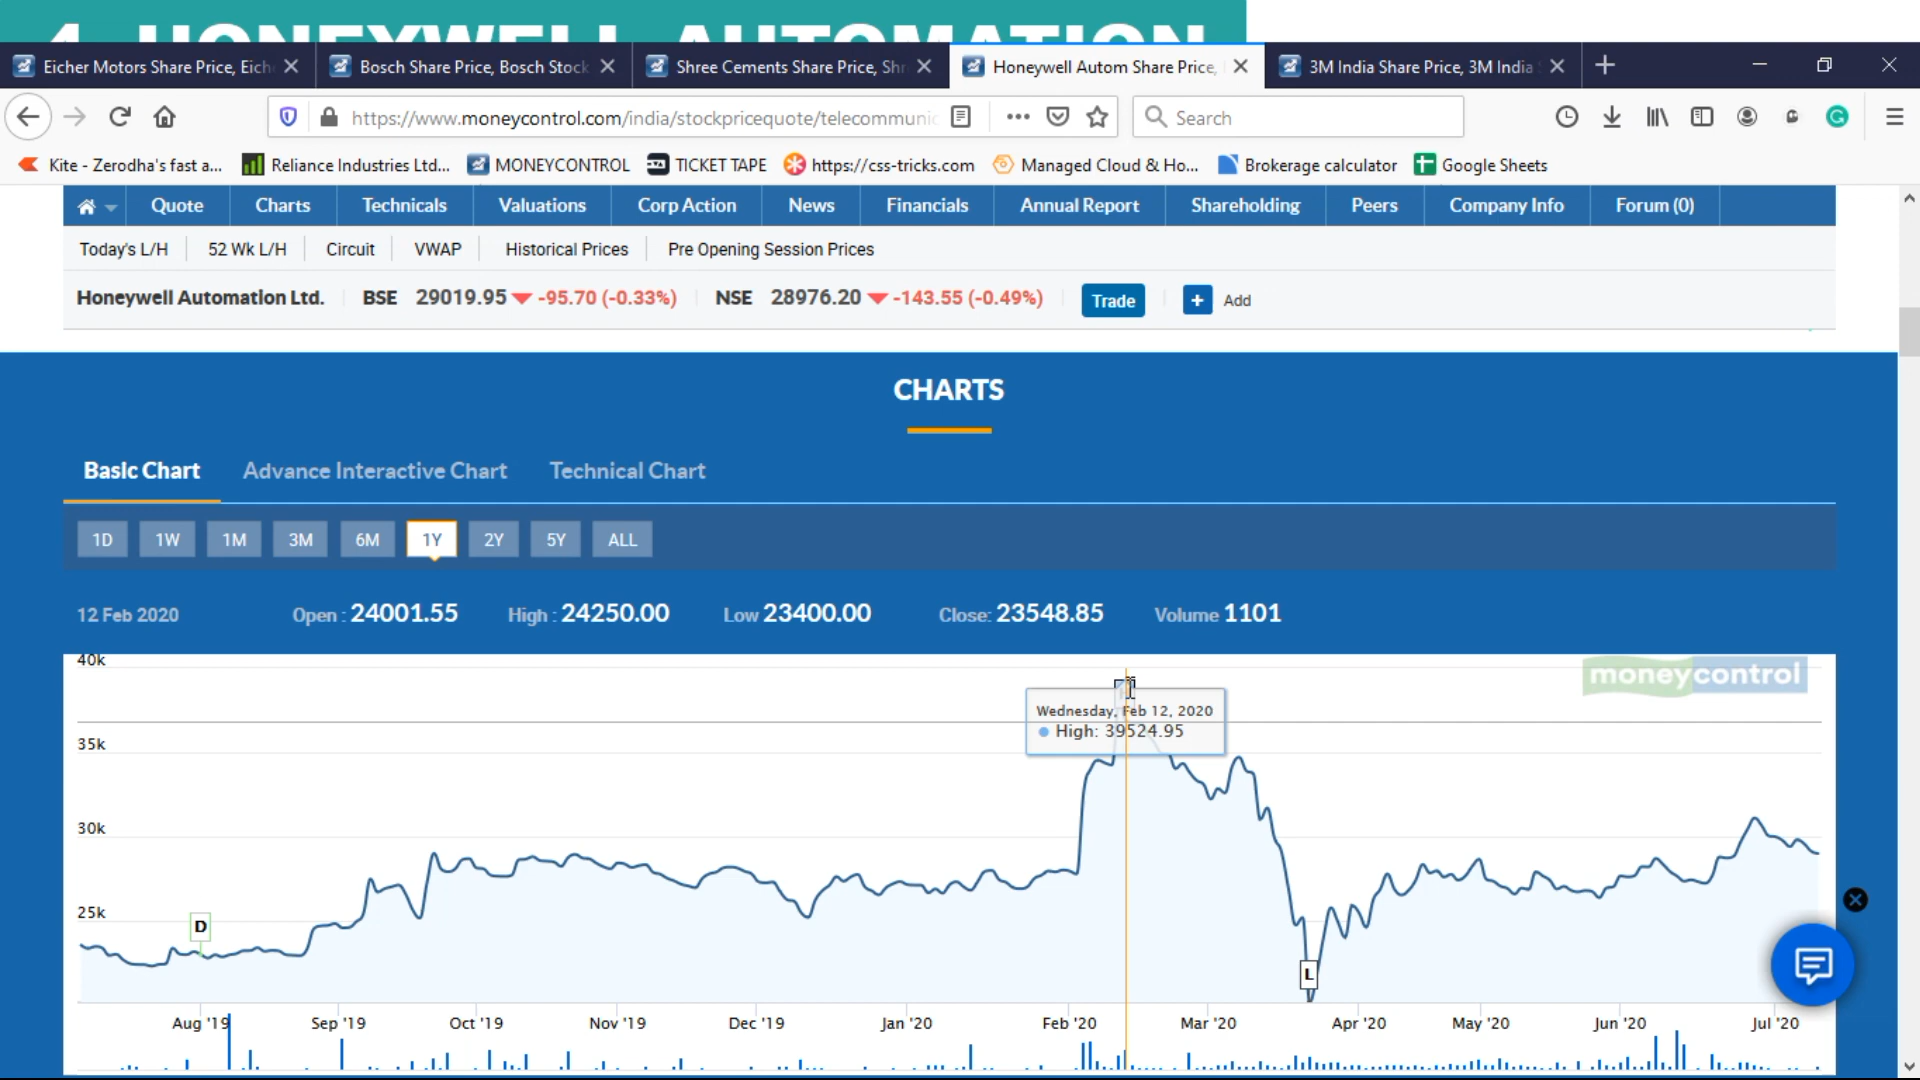 4. HONEYWELL AUTOMATION
Eicher Motors Share Price, Eich
Bosch Share Price, Bosch Stock
Shree Cements Share Price, Shr
Honeywell Autom Share Price,
3M India Share Price, 3M India
https://www.moneycontrol.com/india/stockpricequote/telecommunic
Search
Kite - Zerodha's fast a...
Reliance Industries Ltd...
MONEYCONTROL
TICKET TAPE
https://css-tricks.com
Managed Cloud & Ho...
Brokerage calculator
Google Sheets
Quote Charts Technicals Valuations Corp Action News Financials Annual Report Shareholding Peers Company Info Forum (0)
Today's L/H 52 Wk L/H Circuit VWAP Historical Prices Pre Opening Session Prices
Honeywell Automation Ltd. BSE 29019.95 -95.70 (-0.33%) NSE 28976.20 -143.55 (-0.49%) Trade + Add
CHARTS
Basic Chart Advance Interactive Chart Technical Chart
1D 1W 1M 3M 6M 1Y 2Y 5Y ALL
12 Feb 2020 Open : 24001.55 High : 24250.00 Low 23400.00 Close: 23548.85 Volume 1101
40k
moneycontrol
Wednesday, Feb 12, 2020
High: 39524.95
35k
30k
25k
D
L
Aug '19 Sep '19 Oct '19 Nov '19 Dec '19 Jan '20 Feb '20 Mar '20 Apr '20 May '20 Jun '20 Jul '20